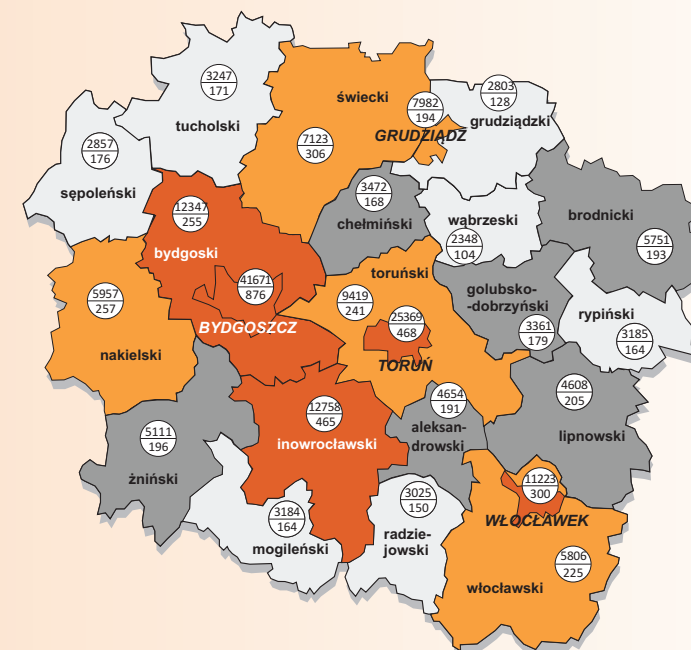 3247
171
tucholski
świecki
7123
306
7982
194
GRUDZIĄDŹ
2803
128
grudziądzki
2857
176
sępoleński
12347
255
bydgoski
3472
168
chełmiński
wąbrzeski
2348
104
brodnicki
5751
193
5957
257
nakielski
41671
876
BYDGOSZCZ
toruński
9419
241
25369
468
TORUŃ
golubsko-
-dobrzyński
3361
179
rypiński
3185
164
5111
196
żniński
12758
465
inowrocławski
4654
191
aleksan-
drowski
4608
205
lipnowski
3184
164
mogileński
3025
150
radzie-
jowski
11223
300
WŁOCŁAWEK
5806
225
włocławski